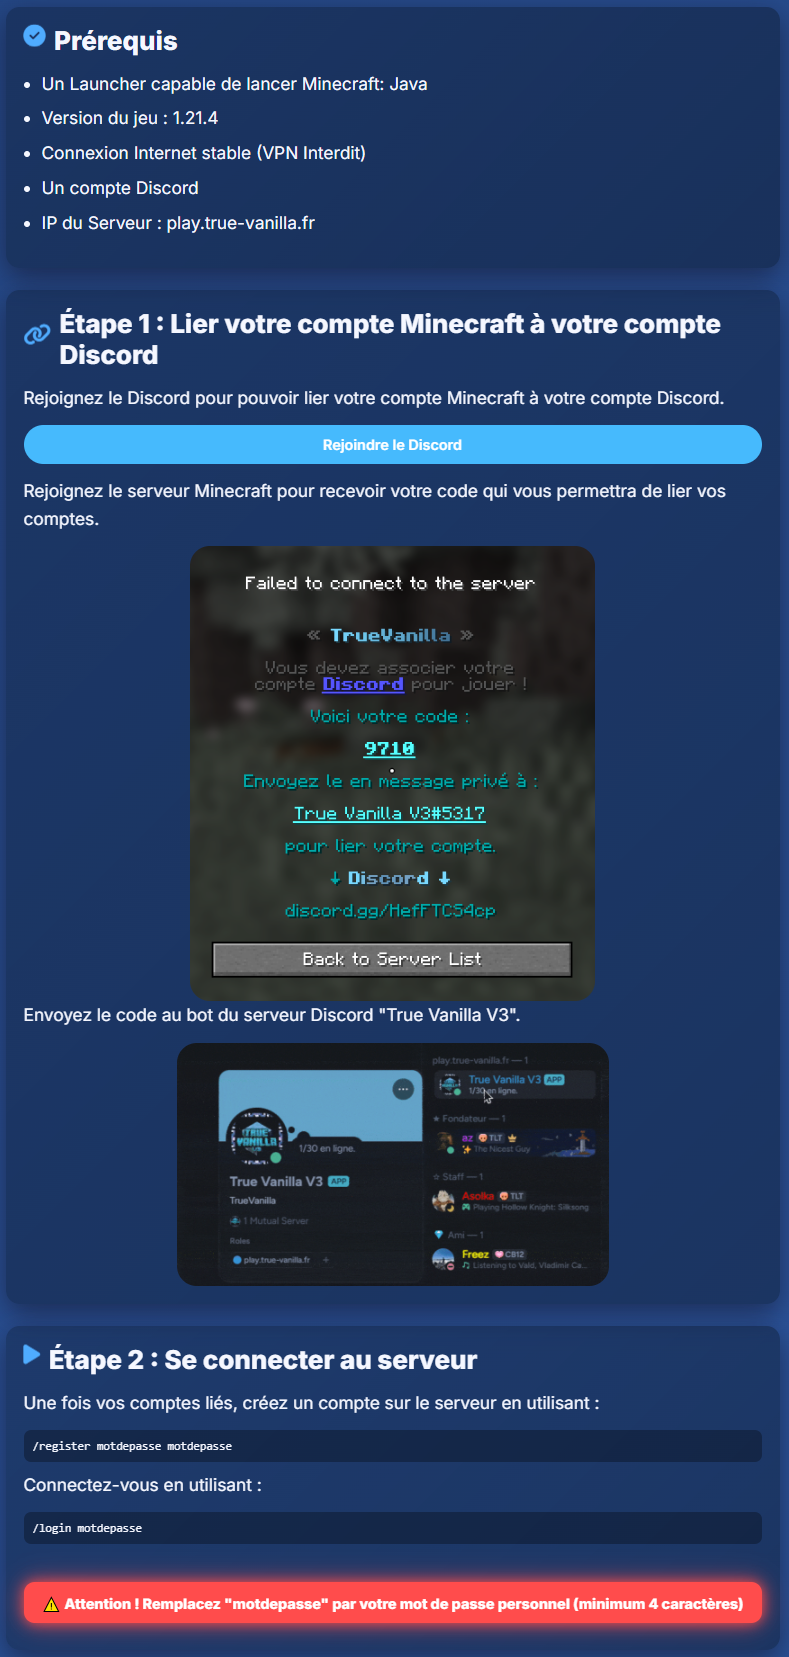 Prérequis
Un Launcher capable de lancer Minecraft: Java
Version du jeu : 1.21.4
Connexion Internet stable (VPN Interdit)
Un compte Discord
IP du Serveur : play.true-vanilla.fr
Étape 1 : Lier votre compte Minecraft à votre compte
Discord
Rejoignez le Discord pour pouvoir lier votre compte Minecraft à votre compte Discord.
Rejoindre le Discord
Rejoignez le serveur Minecraft pour recevoir votre code qui vous permettra de lier vos
comptes.
Failed to connect to the server
« TrueVanilla »
Vous devez associer votre
compte Discord pour jouer !
Voici votre code :
9710
Envoyez le en message privé à :
True Vanilla V3#5317
pour lier votre compte.
↓ Discord ↓
discord.gg/HefFTCS4cp
Back to Server List
Envoyez le code au bot du serveur Discord "True Vanilla V3".
TRUE
VANILLA
1/30 en ligne.
True Vanilla V3 APP
TrueVanilla
1 Mutual Server
Roles
play.true-vanilla.fr +
play.true-vanilla.fr — 1
True Vanilla V3 APP
1/30 en ligne.
Fondateur — 1
az TLT
The Nicest Guy
Staff — 1
Asolka TLT
Playing Hollow Knight: Silksong
Ami — 1
Freez C812
Listening to Vald, Vladimir Ca...
Étape 2 : Se connecter au serveur
Une fois vos comptes liés, créez un compte sur le serveur en utilisant :
/register motdepasse motdepasse
Connectez-vous en utilisant :
/login motdepasse
⚠ Attention ! Remplacez "motdepasse" par votre mot de passe personnel (minimum 4 caractères)